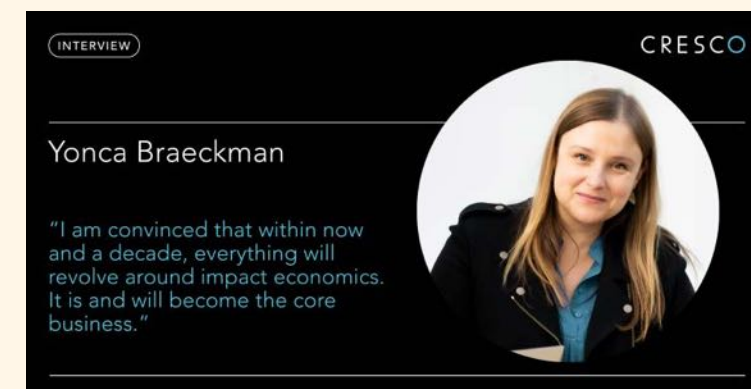 INTERVIEW
CRESCO
Yonca Braeckman
“I am convinced that within now
and a decade, everything will
revolve around impact economics.
It is and will become the core
business.”